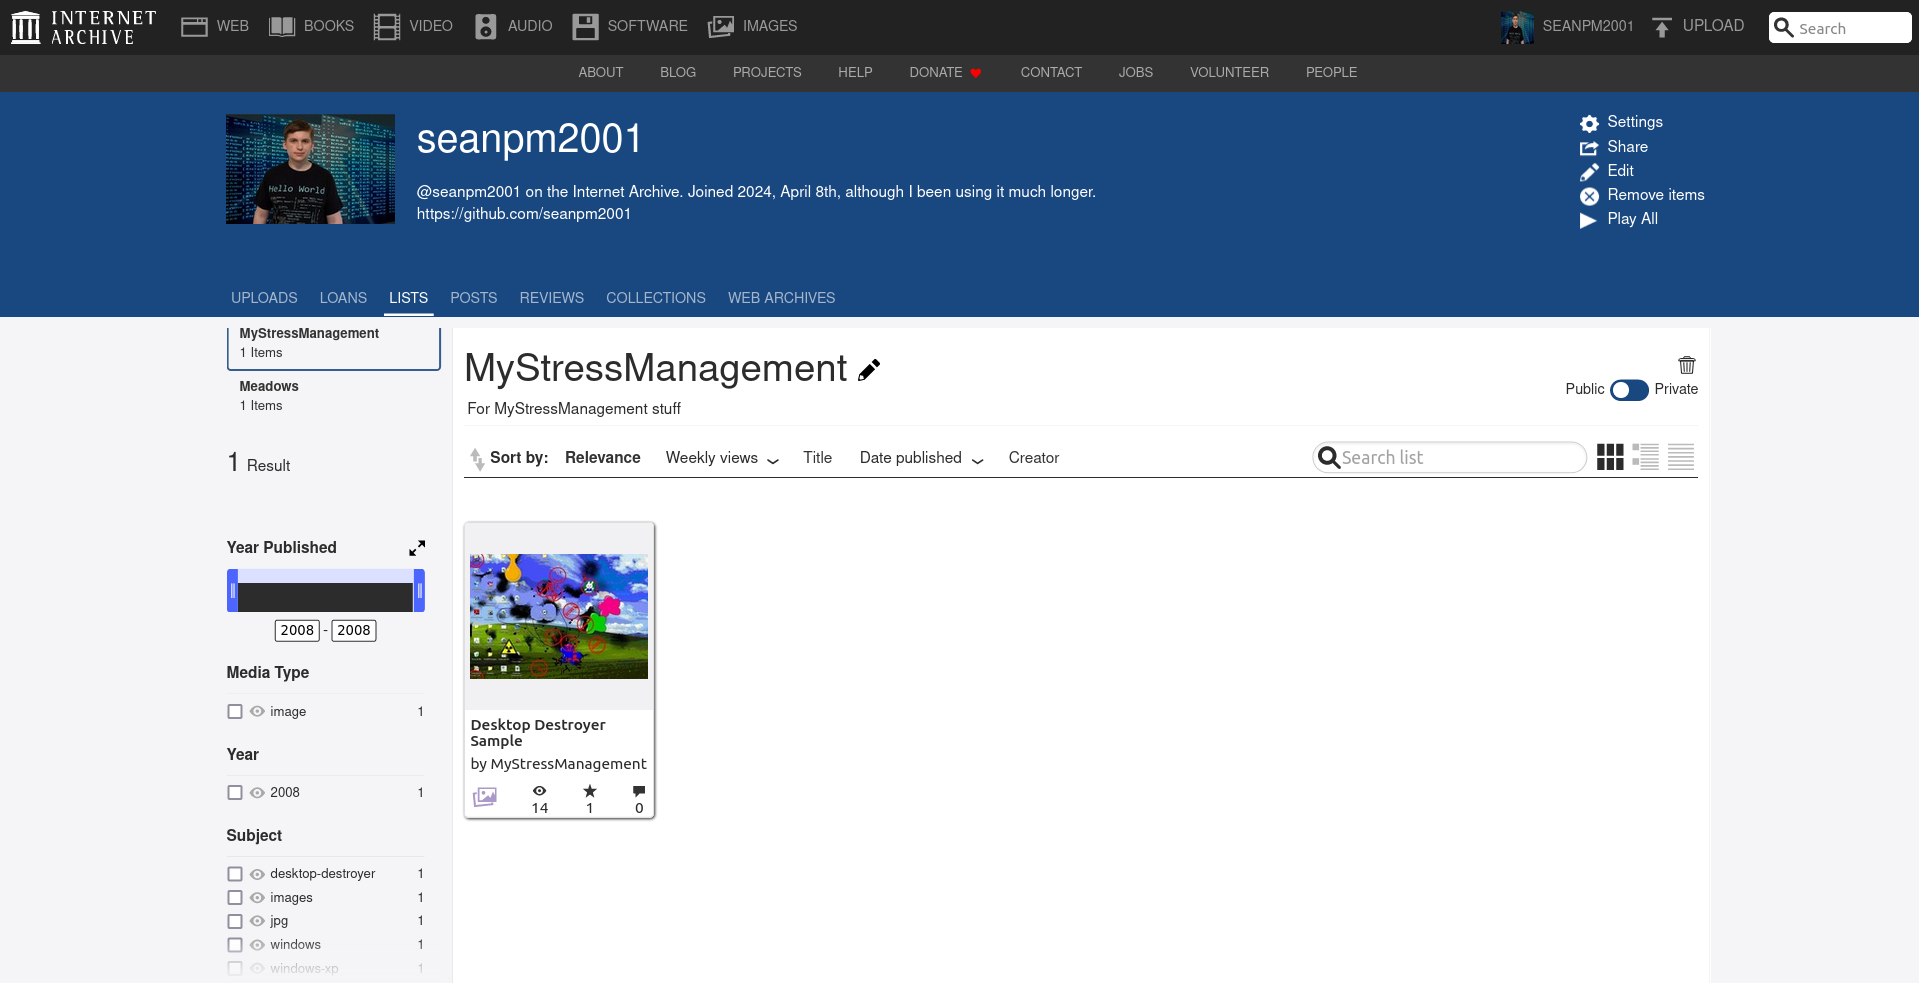 INTERNET ARCHIVE
WEB BOOKS VIDEO AUDIO SOFTWARE IMAGES
SEANPM2001 UPLOAD Search
ABOUT BLOG PROJECTS HELP DONATE CONTACT JOBS VOLUNTEER PEOPLE
Hello World
seanpm2001
@seanpm2001 on the Internet Archive. Joined 2024, April 8th, although I been using it much longer.
https://github.com/seanpm2001
Settings
Share
Edit
Remove items
Play All
UPLOADS LOANS LISTS POSTS REVIEWS COLLECTIONS WEB ARCHIVES
MyStressManagement
1 Items
Meadows
1 Items
1 Result
Year Published
2008 - 2008
Media Type
image 1
Year
2008 1
Subject
desktop-destroyer 1
images 1
jpg 1
windows 1
windows-xp 1
MyStressManagement
For MyStressManagement stuff
Public Private
Sort by: Relevance Weekly views Title Date published Creator
Search list
Desktop Destroyer
Sample
by MyStressManagement
14 1 0